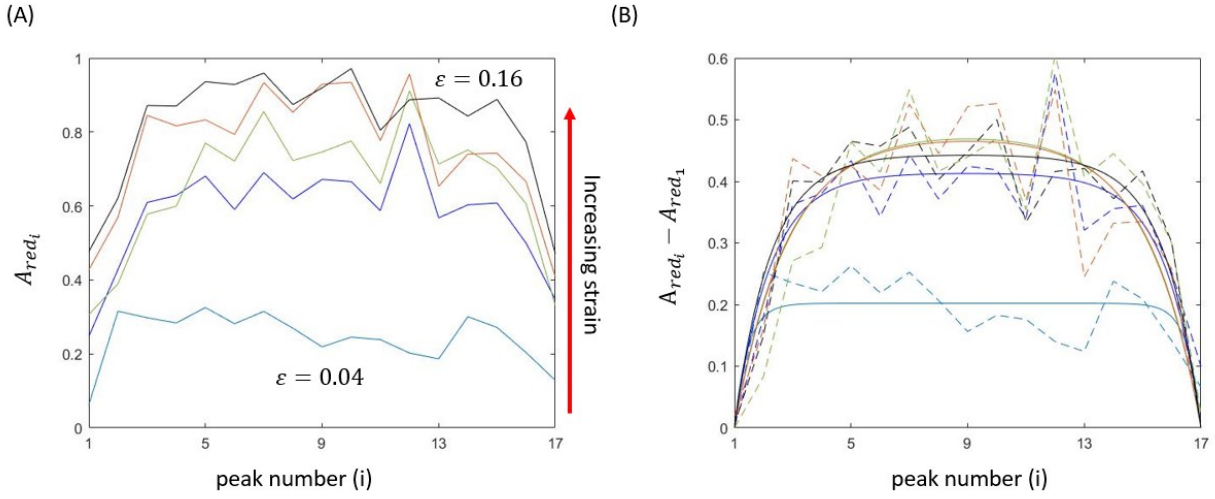 (A)
1
0.8
0.6
0.4
0.2
0
1
5
9
13
17
A_{red_i}
peak number (i)
ε = 0.16
ε = 0.04
Increasing strain
(B)
0.6
0.5
0.4
0.3
0.2
0.1
0
1
5
9
13
17
A_{red_i} − A_{red_1}
peak number (i)